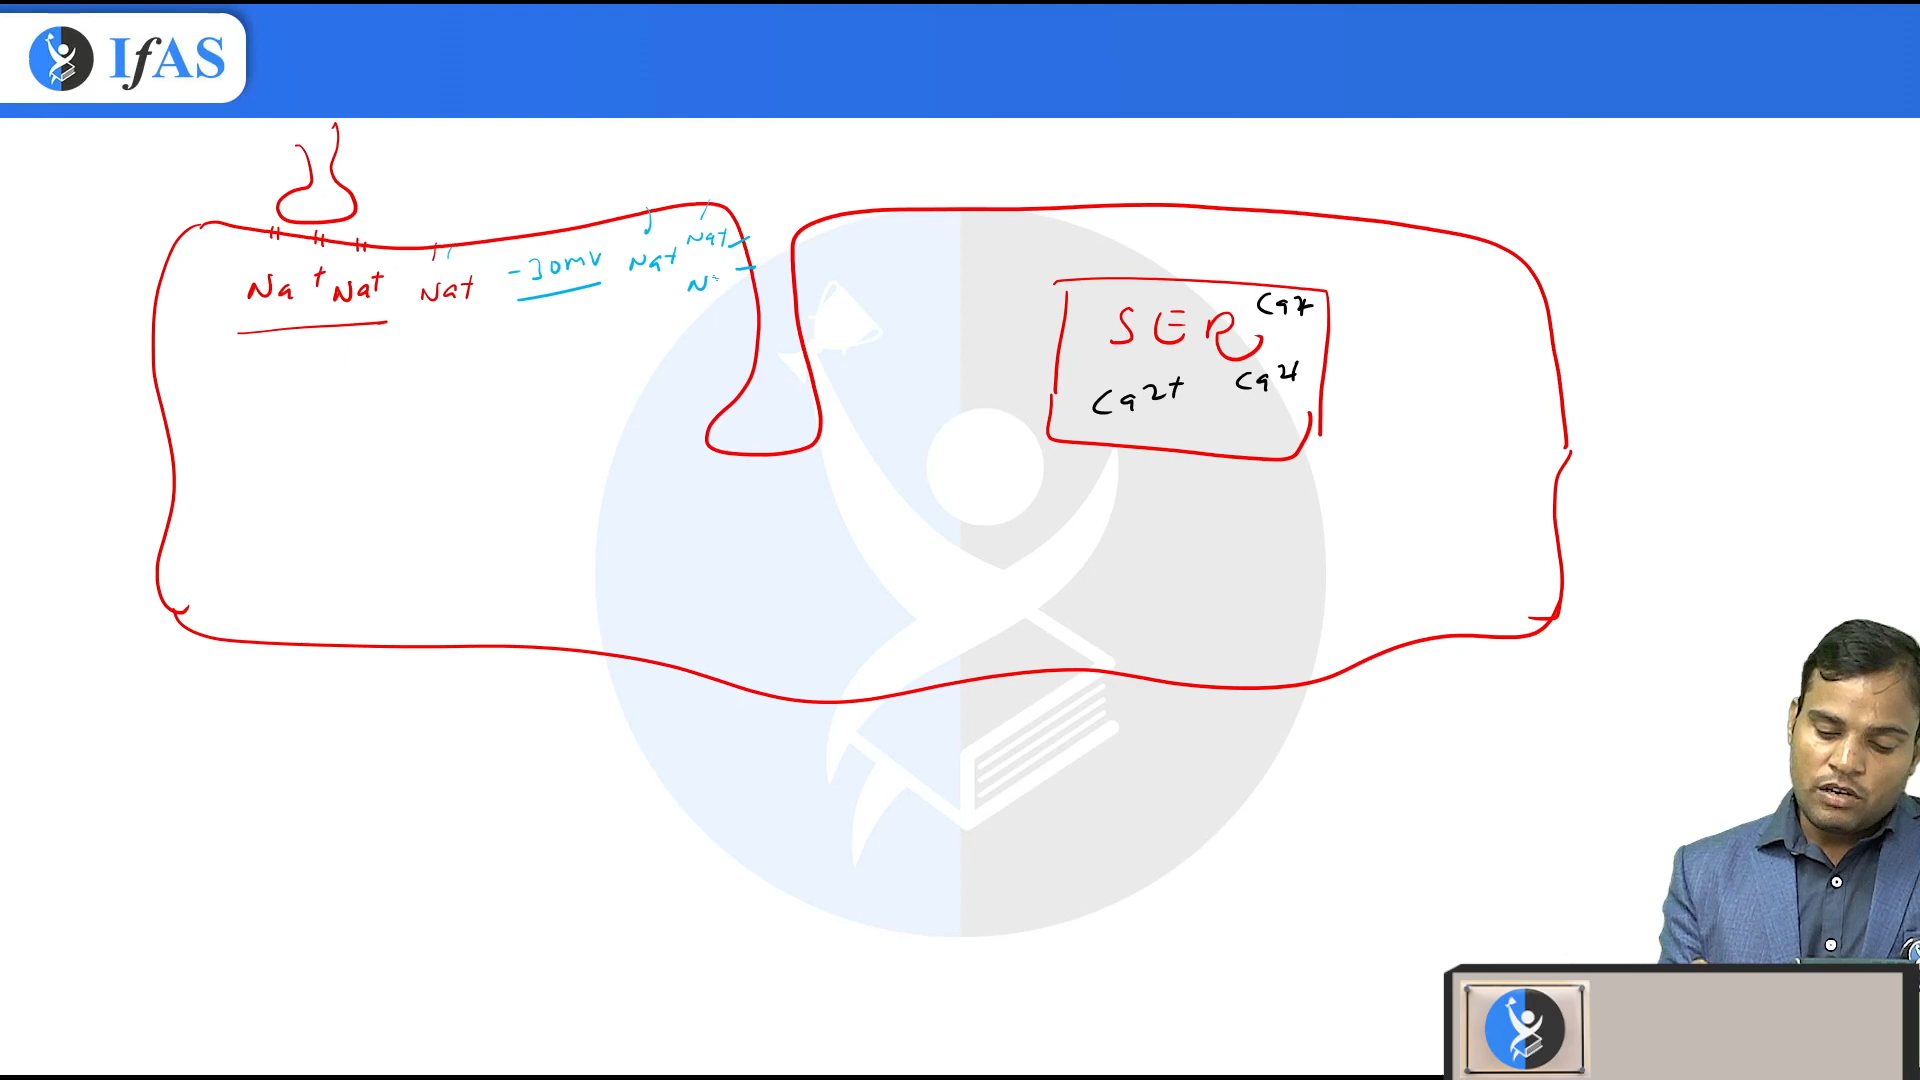 IfAS
Na+ Na+ Na+ -30mV Na+ Na+
N
SER Ca2+
Ca2+ Ca2+